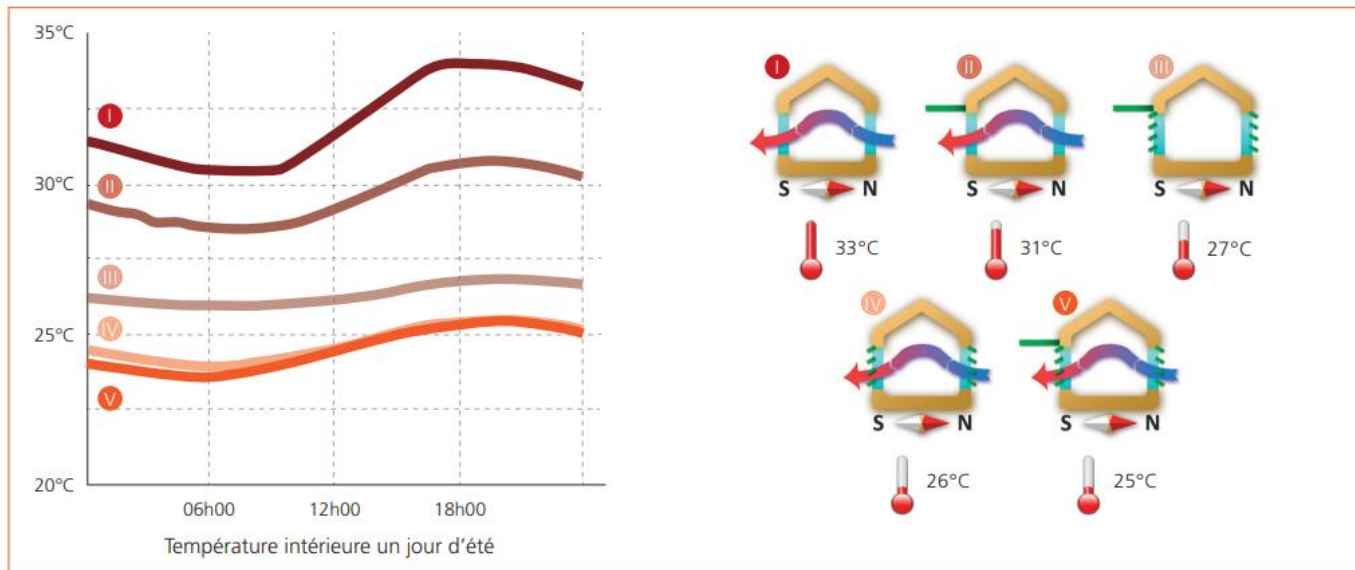 35°C
30°C
25°C
20°C
I
II
III
IV
V
06h00 12h00 18h00
Température intérieure un jour d'été
I II III
S N S N S N
33°C 31°C 27°C
IV V
S N S N
26°C 25°C